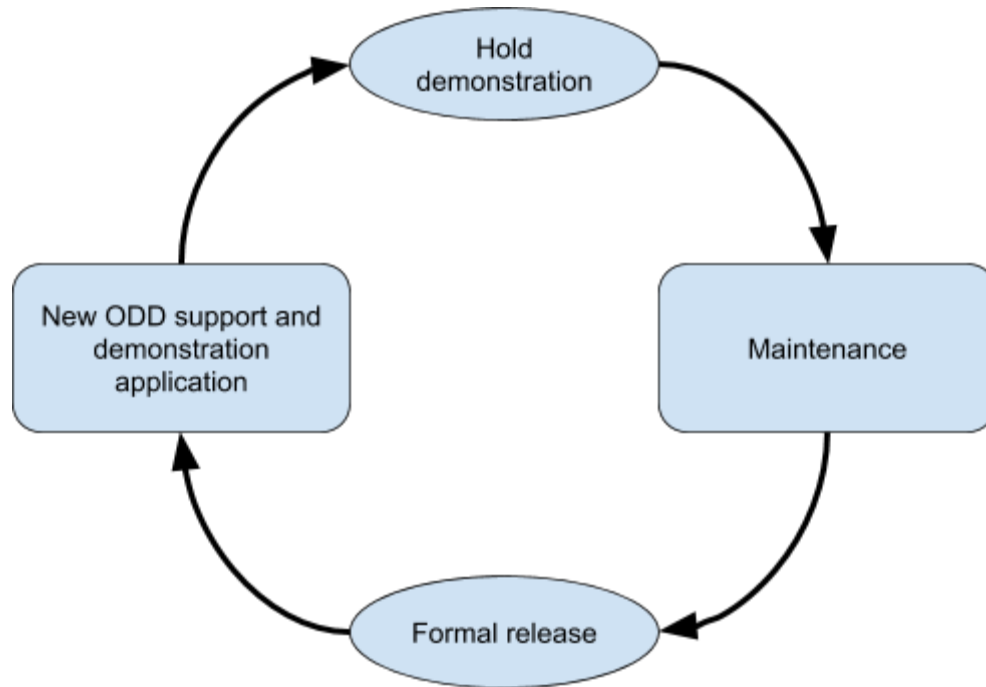 Hold
demonstration
New ODD support and
demonstration
application
Maintenance
Formal release